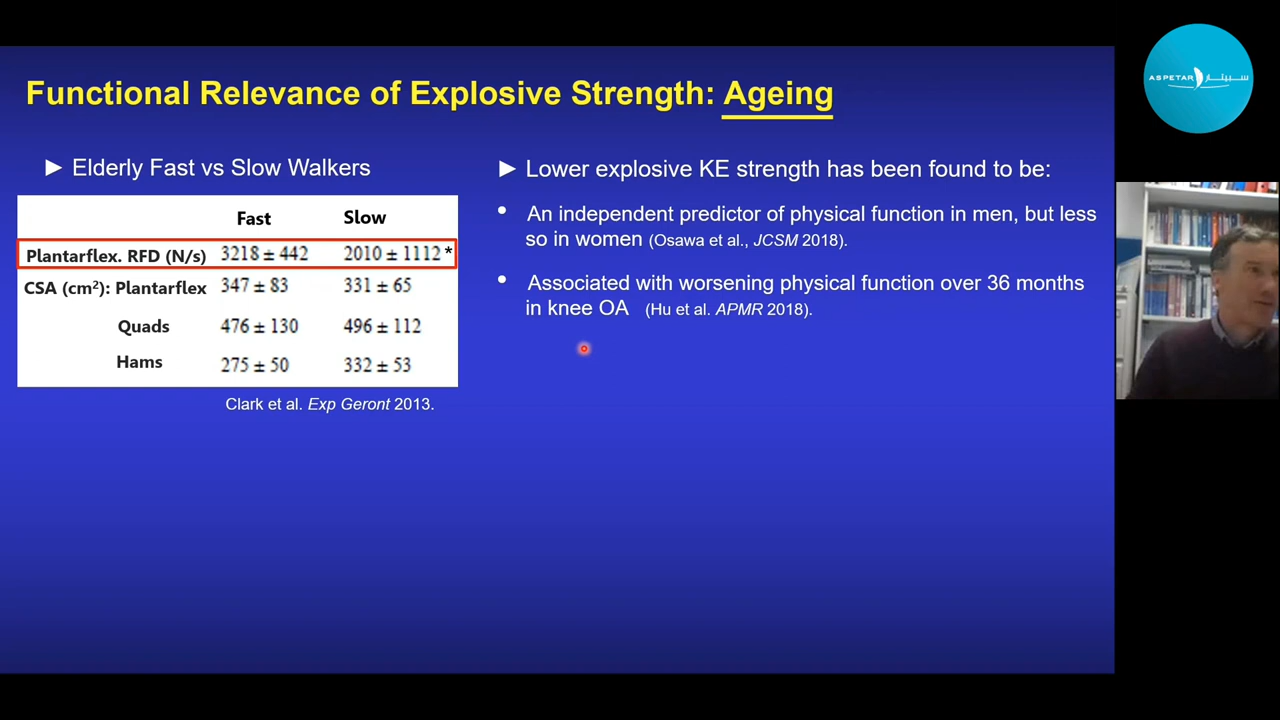 Functional Relevance of Explosive Strength: Ageing
► Elderly Fast vs Slow Walkers
Fast Slow
Plantarflex. RFD (N/s) 3218 ± 442 2010 ± 1112 *
CSA (cm²): Plantarflex 347 ± 83 331 ± 65
Quads 476 ± 130 496 ± 112
Hams 275 ± 50 332 ± 53
Clark et al. Exp Geront 2013.
► Lower explosive KE strength has been found to be:
• An independent predictor of physical function in men, but less
so in women (Osawa et al., JCSM 2018).
• Associated with worsening physical function over 36 months
in knee OA (Hu et al. APMR 2018).
ASPETAR سبيتار